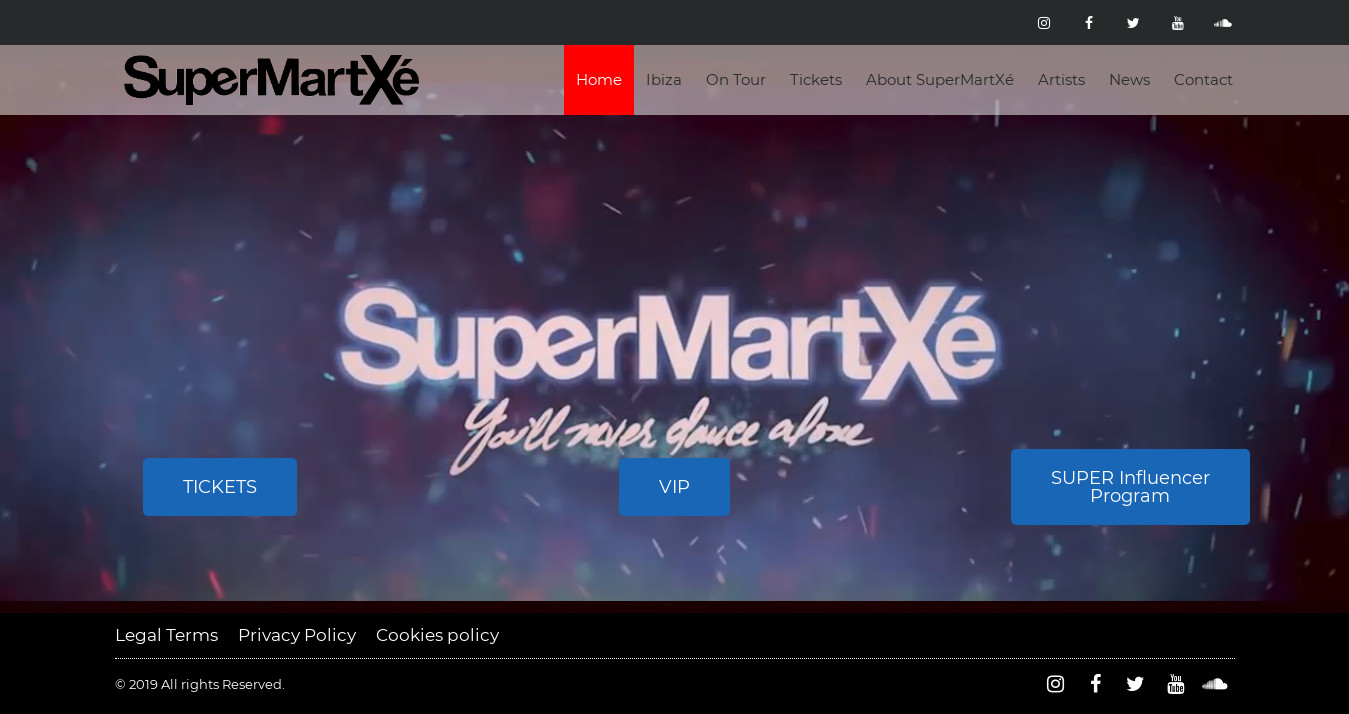 SuperMartXé
Home Ibiza On Tour Tickets About SuperMartXé Artists News Contact
SuperMartXé
You'll never dance alone
TICKETS
VIP
SUPER Influencer
Program
Legal Terms Privacy Policy Cookies policy
© 2019 All rights Reserved.